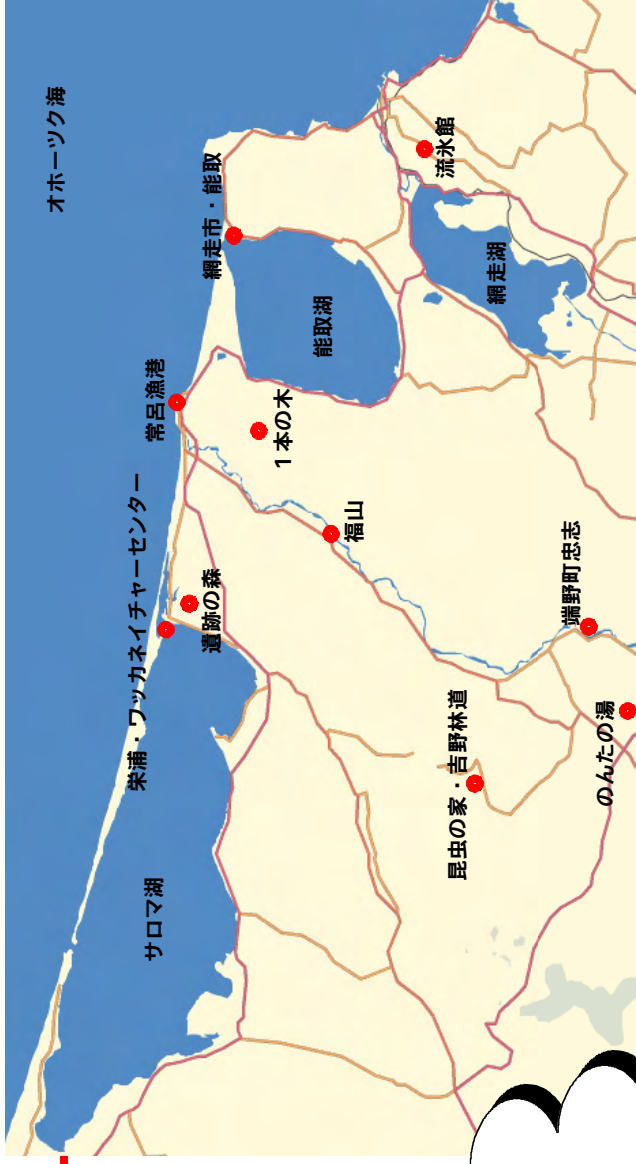 オホーツク海
サロマ湖
栄浦・ワッカネイチャーセンター
常呂漁港
網走市・能取
遺跡の森
1本の木
能取湖
流氷館
福山
網走湖
昆虫の家・吉野林道
端野町忠志
のんたの湯